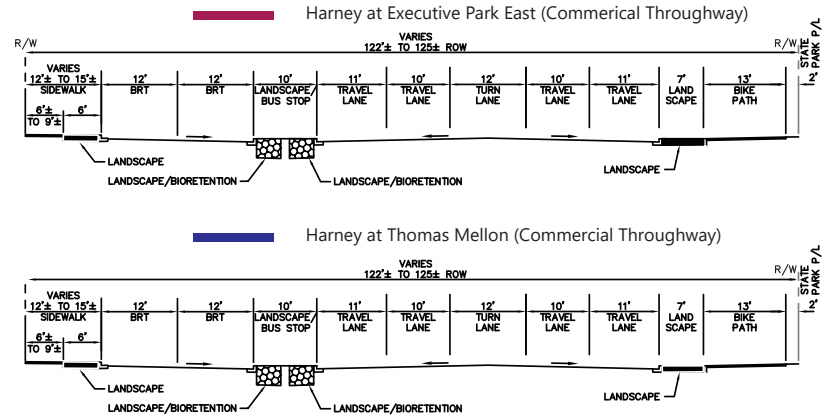 Harney at Executive Park East (Commerical Throughway)
R/W
VARIES
122'± TO 125± ROW
R/W
STATE
PARK P/L
VARIES
12'± TO 15'±
SIDEWALK
12'
BRT
12'
BRT
10'
LANDSCAPE/
BUS STOP
11'
TRAVEL
LANE
10'
TRAVEL
LANE
12'
TURN
LANE
10'
TRAVEL
LANE
11'
TRAVEL
LANE
7'
LAND
SCAPE
13'
BIKE
PATH
2'
6'±
TO 9'±
6'
LANDSCAPE
LANDSCAPE/BIORETENTION
LANDSCAPE/BIORETENTION
LANDSCAPE
Harney at Thomas Mellon (Commercial Throughway)
VARIES
122'± TO 125± ROW
R/W
STATE
PARK P/L
VARIES
12'± TO 15'±
SIDEWALK
12'
BRT
12'
BRT
10'
LANDSCAPE/
BUS STOP
11'
TRAVEL
LANE
10'
TRAVEL
LANE
12'
TURN
LANE
10'
TRAVEL
LANE
11'
TRAVEL
LANE
7'
LAND
SCAPE
13'
BIKE
PATH
2'
6'±
TO 9'±
6'
LANDSCAPE
LANDSCAPE/BIORETENTION
LANDSCAPE/BIORETENTION
LANDSCAPE